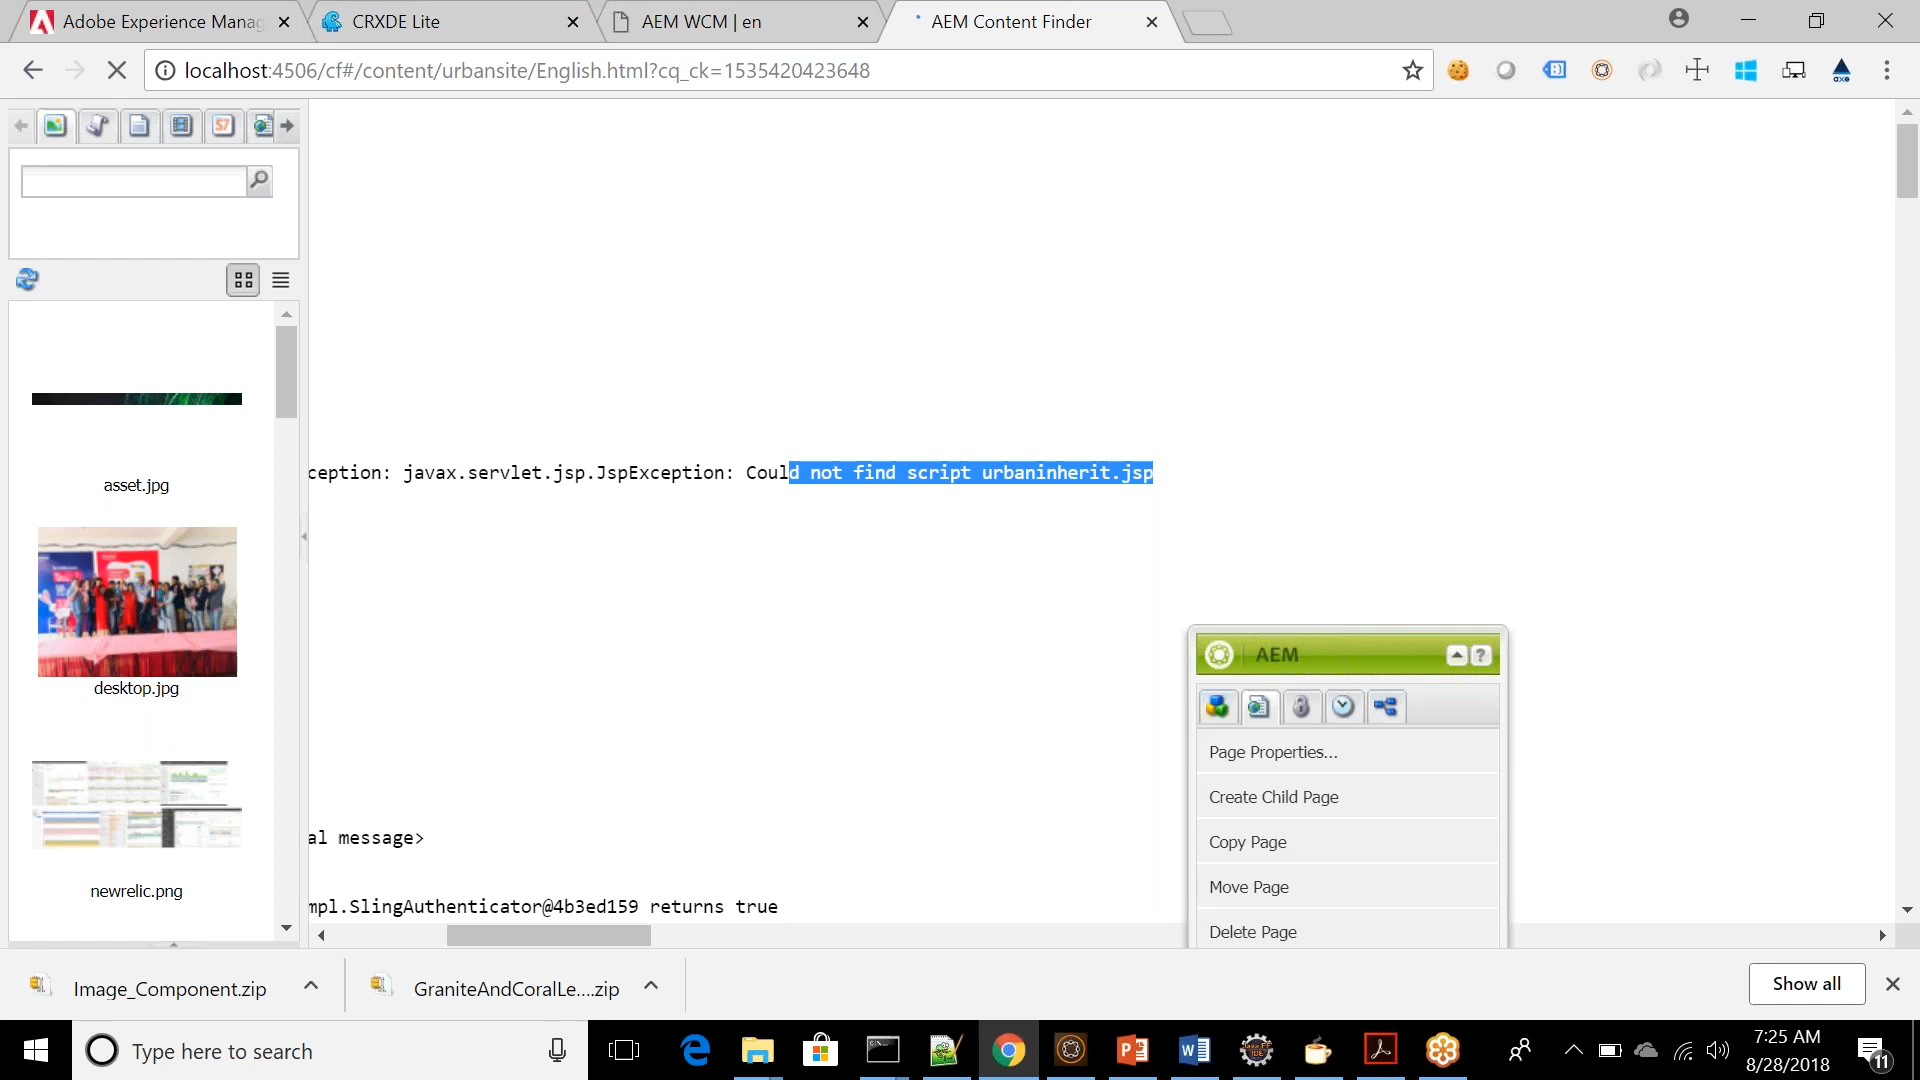 Adobe Experience Manag
CRXDE Lite
AEM WCM | en
AEM Content Finder
localhost:4506/cf#/content/urbansite/English.html?cq_ck=1535420423648
S7
asset.jpg
desktop.jpg
newrelic.png
ception: javax.servlet.jsp.JspException: Could not find script urbaninherit.jsp
al message>
mpl.SlingAuthenticator@4b3ed159 returns true
AEM
?
Page Properties...
Create Child Page
Copy Page
Move Page
Delete Page
Image_Component.zip
GraniteAndCoralLe....zip
Show all
Type here to search
7:25 AM
8/28/2018
11